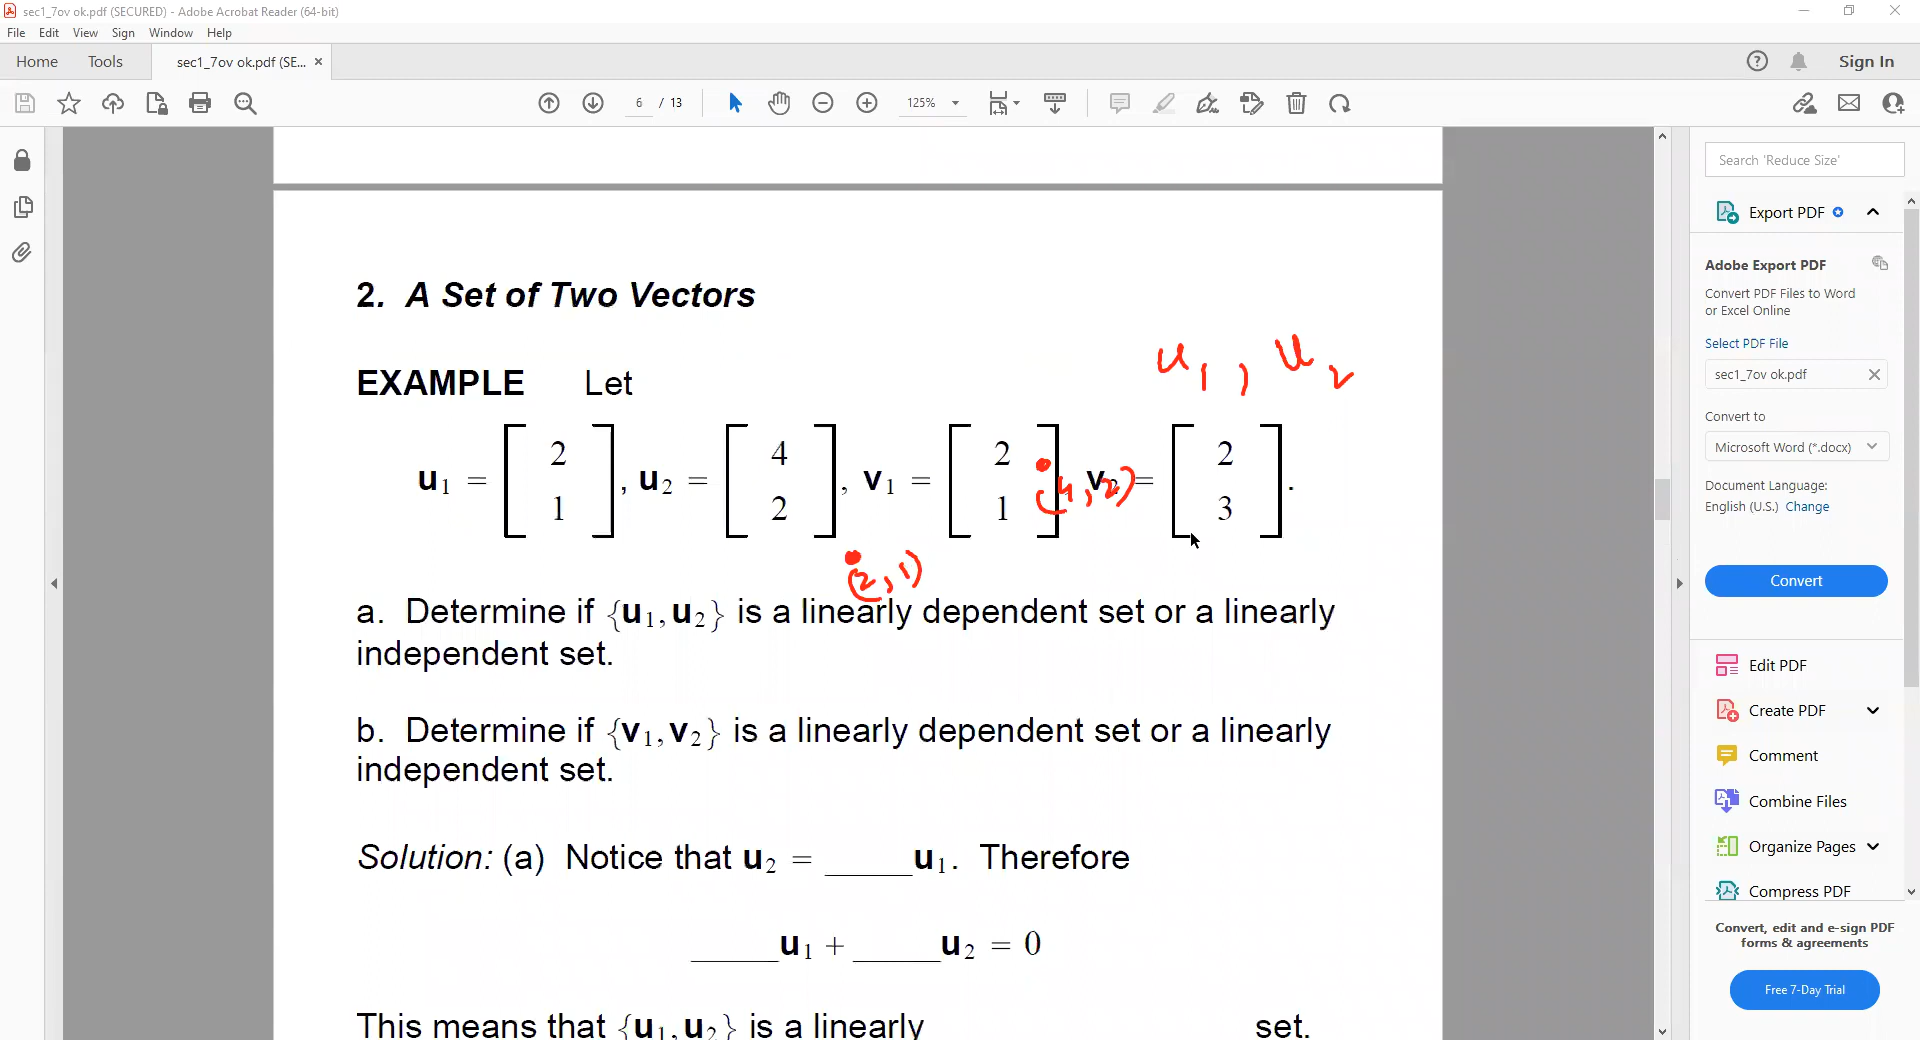 sec1_7ov ok.pdf (SECURED) - Adobe Acrobat Reader (64-bit)
File Edit View Sign Window Help
Home Tools sec1_7ov ok.pdf (SE... × Sign In
6 / 13 125%
2. A Set of Two Vectors
u1 , u2
EXAMPLE Let
u1 = [2 1], u2 = [4 2], v1 = [2 1], v2 = [2 3].
(4,2)
(2,1)
a. Determine if {u1,u2} is a linearly dependent set or a linearly
independent set.
b. Determine if {v1,v2} is a linearly dependent set or a linearly
independent set.
Solution: (a) Notice that u2 = _____u1. Therefore
_____u1 + _____u2 = 0
This means that {u1,u2} is a linearly set.
Search 'Reduce Size'
Export PDF
Adobe Export PDF
Convert PDF Files to Word
or Excel Online
Select PDF File
sec1_7ov ok.pdf
Convert to
Microsoft Word (*.docx)
Document Language:
English (U.S.) Change
Convert
Edit PDF
Create PDF
Comment
Combine Files
Organize Pages
Compress PDF
Convert, edit and e-sign PDF
forms & agreements
Free 7-Day Trial